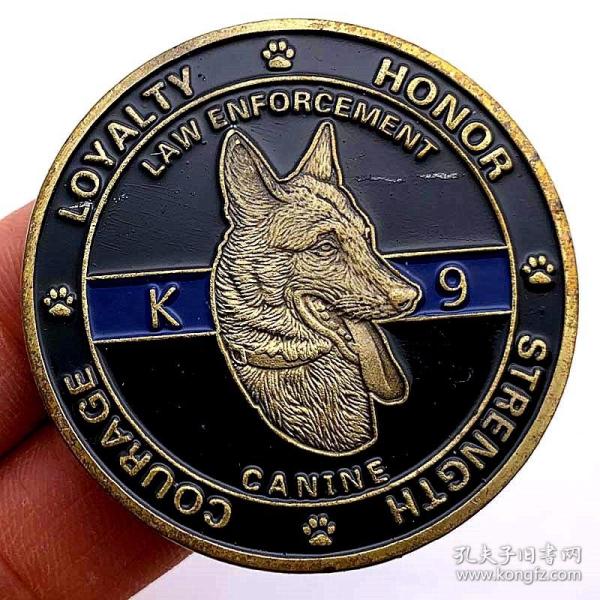 LOYALTY
HONOR
STRENGTH
COURAGE
LAW ENFORCEMENT
K 9
CANINE
孔夫子旧书网
www.kongfz.com